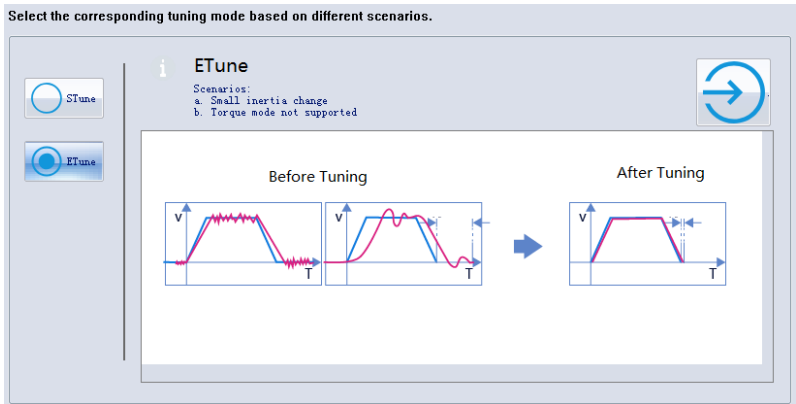 Select the corresponding tuning mode based on different scenarios.
i
ETune
STune
Scenarios:
a. Small inertia change
b. Torque mode not supported
ETune
Before Tuning
After Tuning
V
T
V
T
V
T